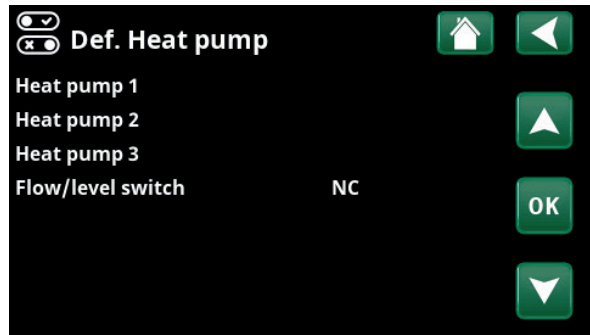 Def. Heat pump
Heat pump 1
Heat pump 2
Heat pump 3
Flow/level switch NC
OK